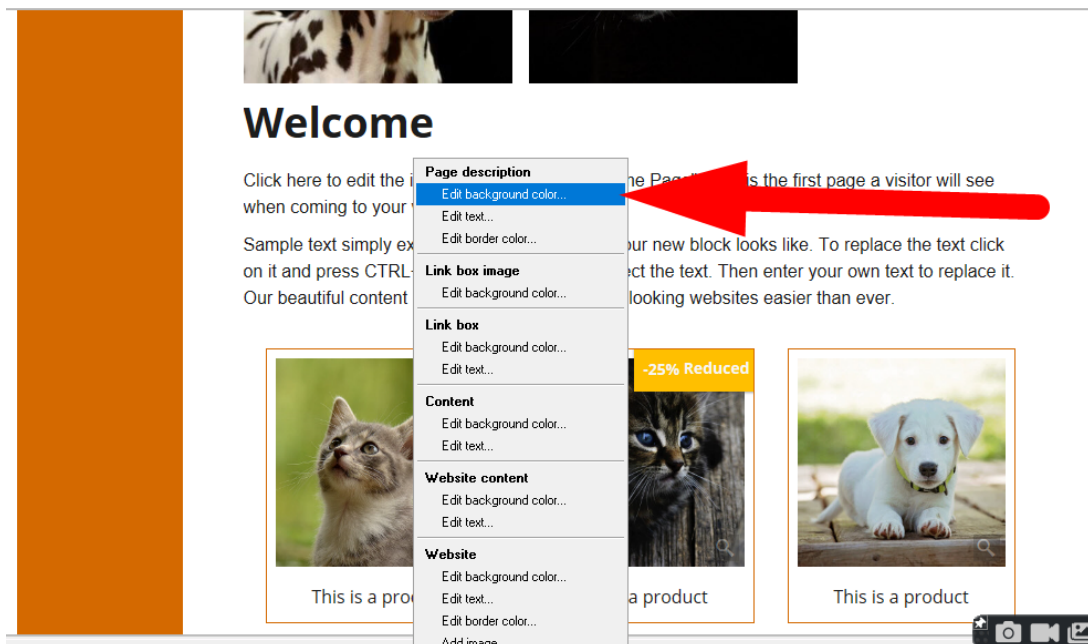 Welcome
Click here to edit the i
ne Page
is the first page a visitor will see
when coming to your
Sample text simply ex
our new block looks like. To replace the text click
on it and press CTRL
ect the text. Then enter your own text to replace it.
Our beautiful content
looking websites easier than ever.
Page description
Edit background color...
Edit text...
Edit border color...
Link box image
Edit background color...
Link box
Edit background color...
Edit text...
Content
Edit background color...
Edit text...
Website content
Edit background color...
Edit text...
Website
Edit background color...
Edit text...
Edit border color...
Add image
-25% Reduced
This is a pro
a product
This is a product